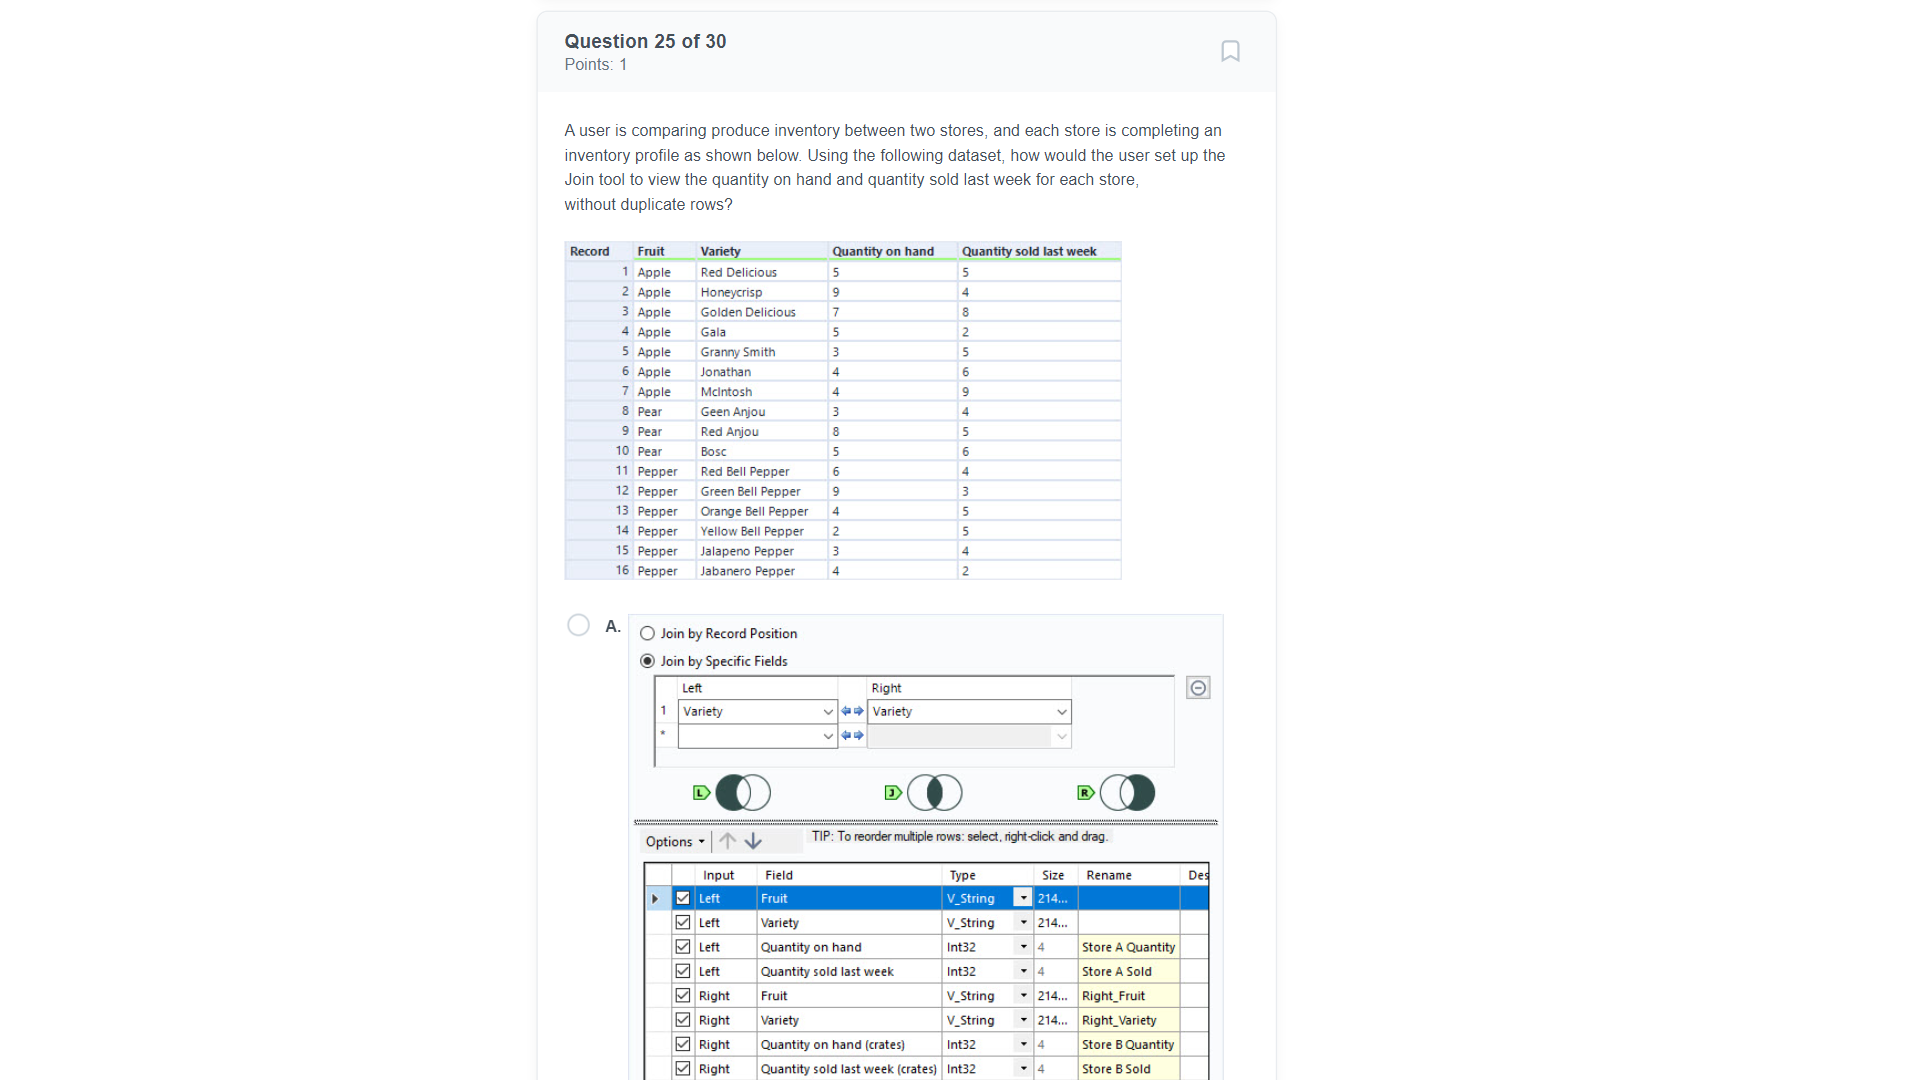 Question 25 of 30
Points: 1
A user is comparing produce inventory between two stores, and each store is completing an
inventory profile as shown below. Using the following dataset, how would the user set up the
Join tool to view the quantity on hand and quantity sold last week for each store,
without duplicate rows?
Record Fruit Variety Quantity on hand Quantity sold last week
1 Apple Red Delicious 5 5
2 Apple Honeycrisp 9 4
3 Apple Golden Delicious 7 8
4 Apple Gala 5 2
5 Apple Granny Smith 3 5
6 Apple Jonathan 4 6
7 Apple McIntosh 4 9
8 Pear Geen Anjou 3 4
9 Pear Red Anjou 8 5
10 Pear Bosc 5 6
11 Pepper Red Bell Pepper 6 4
12 Pepper Green Bell Pepper 9 3
13 Pepper Orange Bell Pepper 4 5
14 Pepper Yellow Bell Pepper 2 5
15 Pepper Jalapeno Pepper 3 4
16 Pepper Jabanero Pepper 4 2
A.
Join by Record Position
Join by Specific Fields
Left Right
1 Variety Variety
*
L J R
Options TIP: To reorder multiple rows: select, right-click and drag.
Input Field Type Size Rename Des
Left Fruit V_String 214...
Left Variety V_String 214...
Left Quantity on hand Int32 4 Store A Quantity
Left Quantity sold last week Int32 4 Store A Sold
Right Fruit V_String 214... Right_Fruit
Right Variety V_String 214... Right_Variety
Right Quantity on hand (crates) Int32 4 Store B Quantity
Right Quantity sold last week (crates) Int32 4 Store B Sold